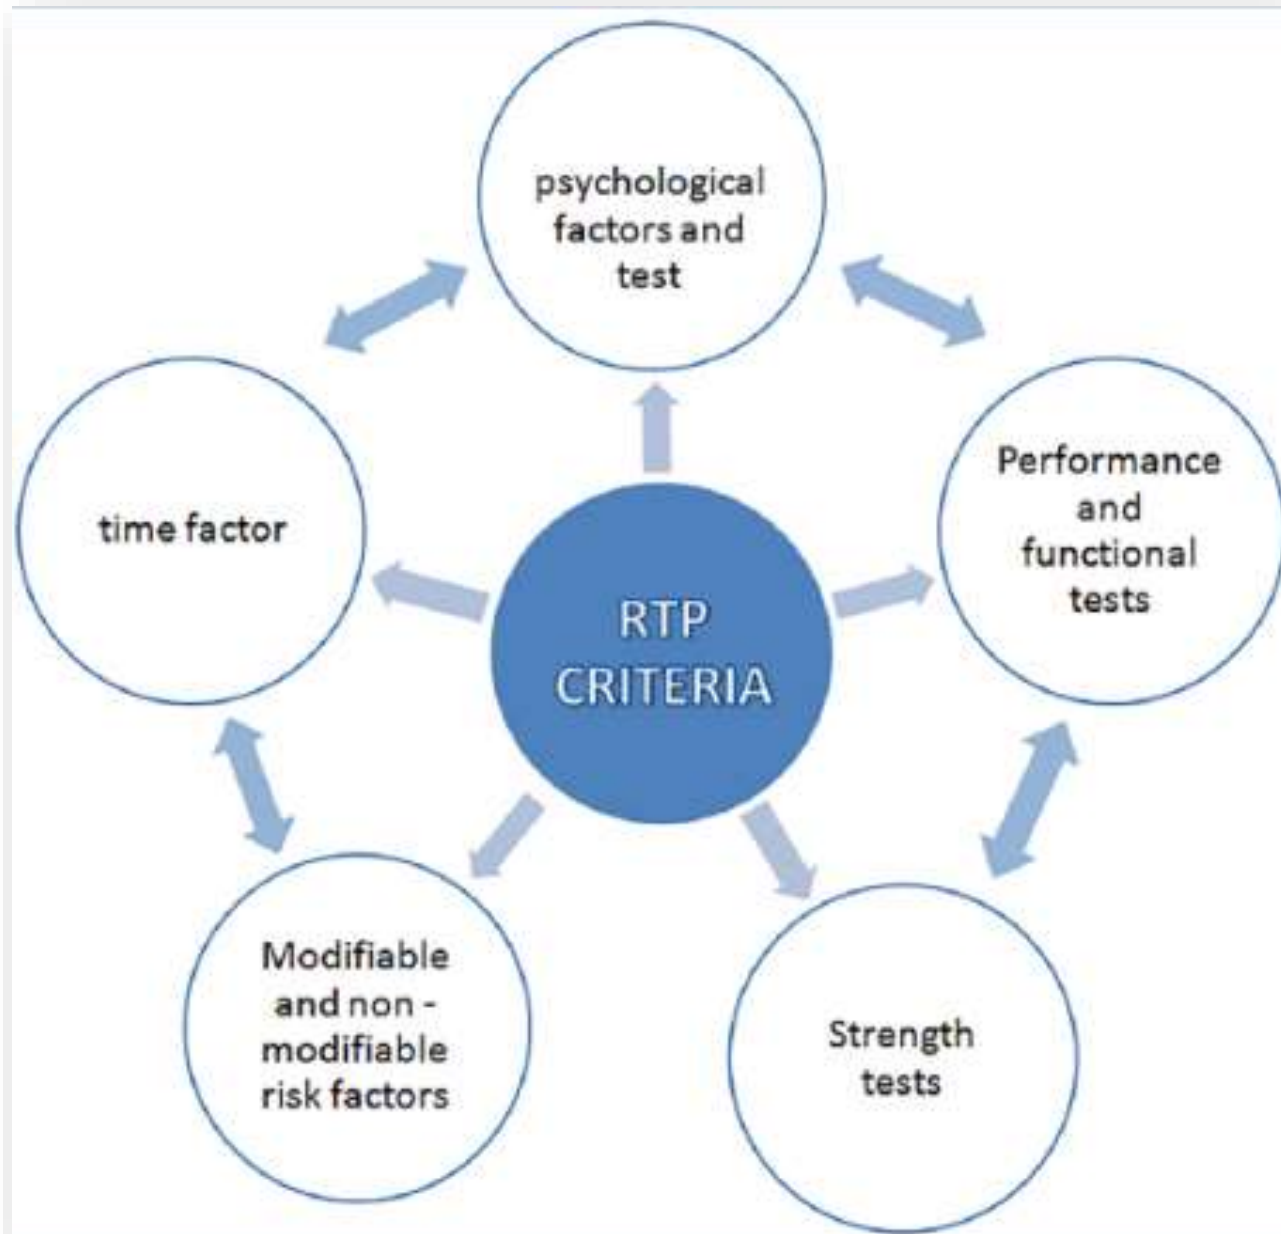 psychological
factors and
test
time factor
Performance
and
functional
tests
RTP
CRITERIA
Modifiable
and non -
modifiable
risk factors
Strength
tests